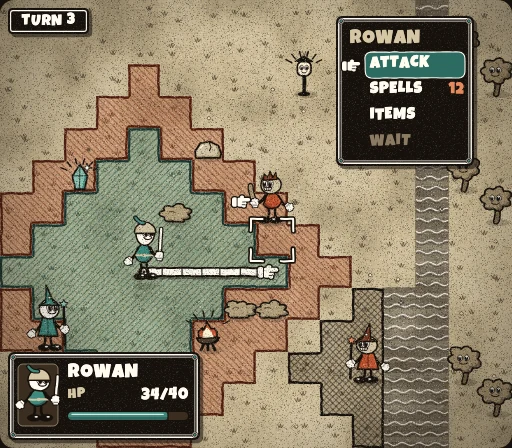 TURN 3
ROWAN
ATTACK
SPELLS 12
ITEMS
WAIT
ROWAN
HP 34/40